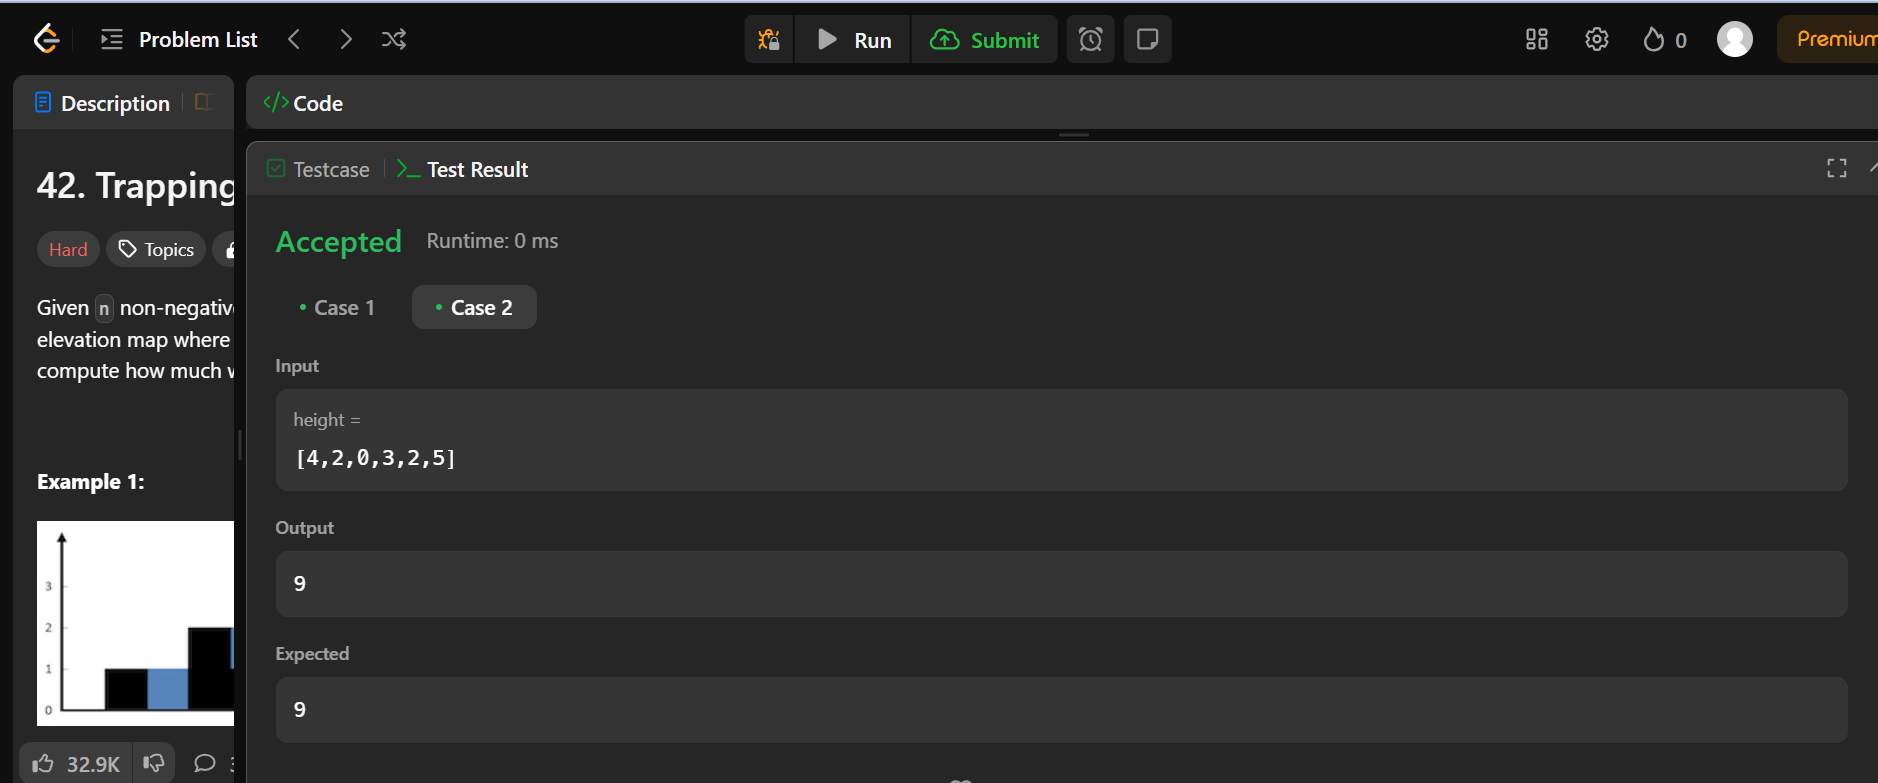 Problem List
Run
Submit
0
Premium
Description
Code
42. Trapping
Hard
Topics
Given n non-negativ
elevation map where
compute how much w
Example 1:
3
2
1
0
32.9K
Testcase
Test Result
Accepted
Runtime: 0 ms
Case 1
Case 2
Input
height =
[4,2,0,3,2,5]
Output
9
Expected
9